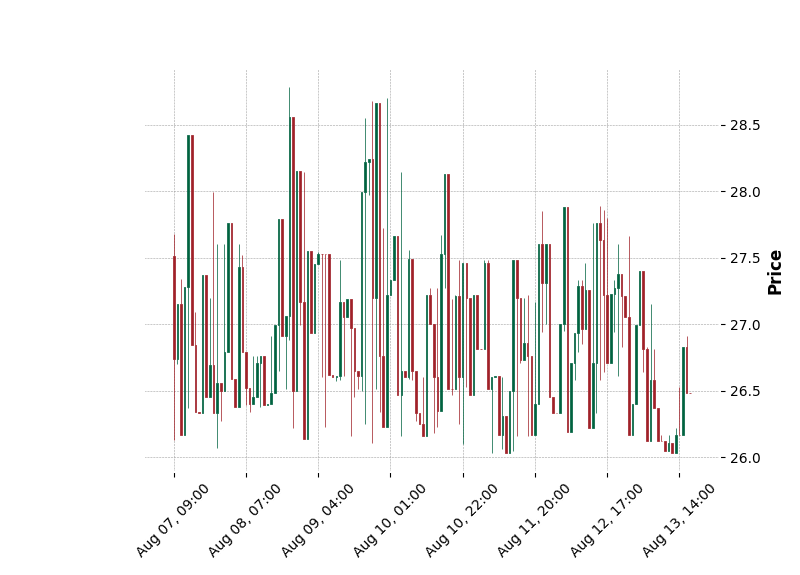 28.5
28.0
27.5
27.0
26.5
26.0
Price
Aug 07, 09:00
Aug 08, 07:00
Aug 09, 04:00
Aug 10, 01:00
Aug 10, 22:00
Aug 11, 20:00
Aug 12, 17:00
Aug 13, 14:00